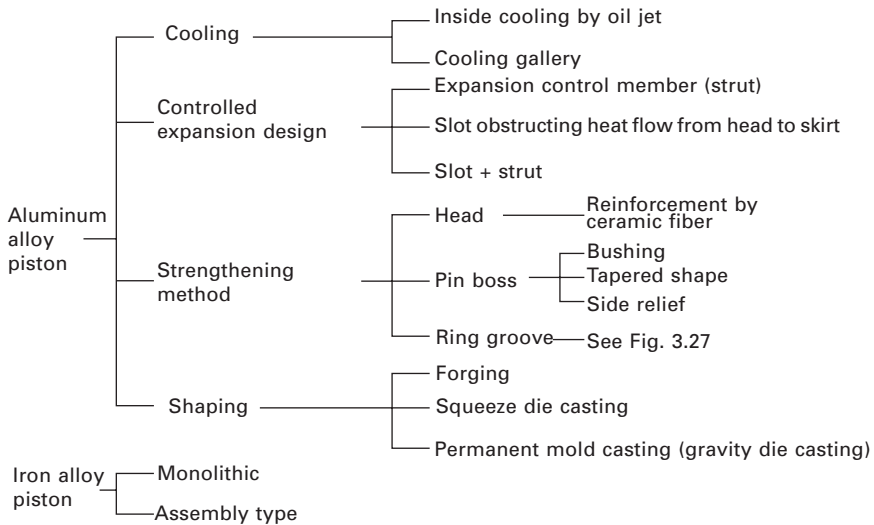 Inside cooling by oil jet
Cooling
Cooling gallery
Expansion control member (strut)
Controlled
expansion design
Slot obstructing heat flow from head to skirt
Slot + strut
Aluminum
alloy
piston
Head
Reinforcement by
ceramic fiber
Strengthening
method
Pin boss
Bushing
Tapered shape
Side relief
Ring groove
See Fig. 3.27
Forging
Shaping
Squeeze die casting
Permanent mold casting (gravity die casting)
Iron alloy
piston
Monolithic
Assembly type